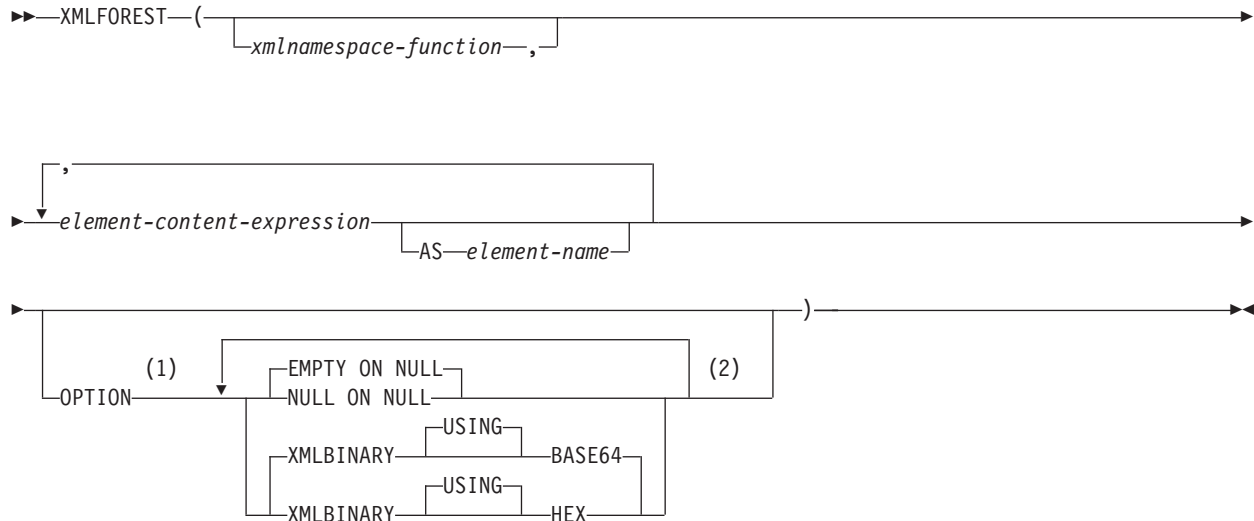 XMLFOREST (
xmlnamespace-function ,
,
element-content-expression
AS element-name
)
(1) EMPTY ON NULL (2)
OPTION NULL ON NULL
USING
XMLBINARY BASE64
USING
XMLBINARY HEX